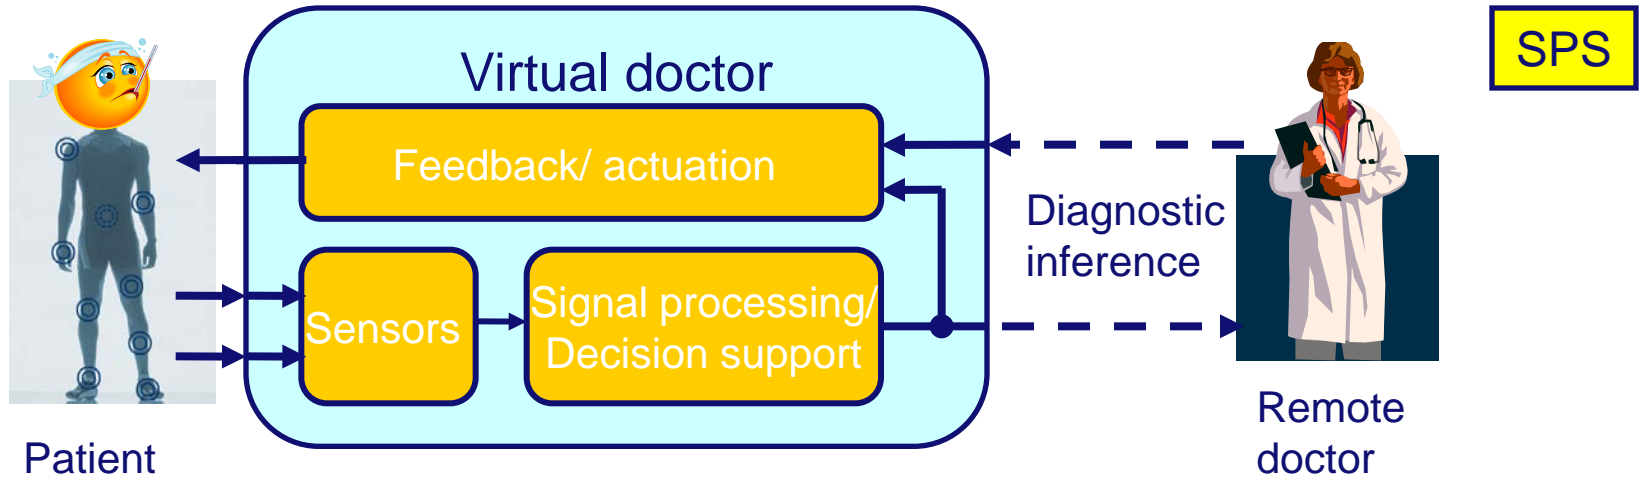 Virtual doctor
SPS
Feedback/ actuation
Diagnostic
inference
Sensors
Signal processing/
Decision support
Patient
Remote
doctor